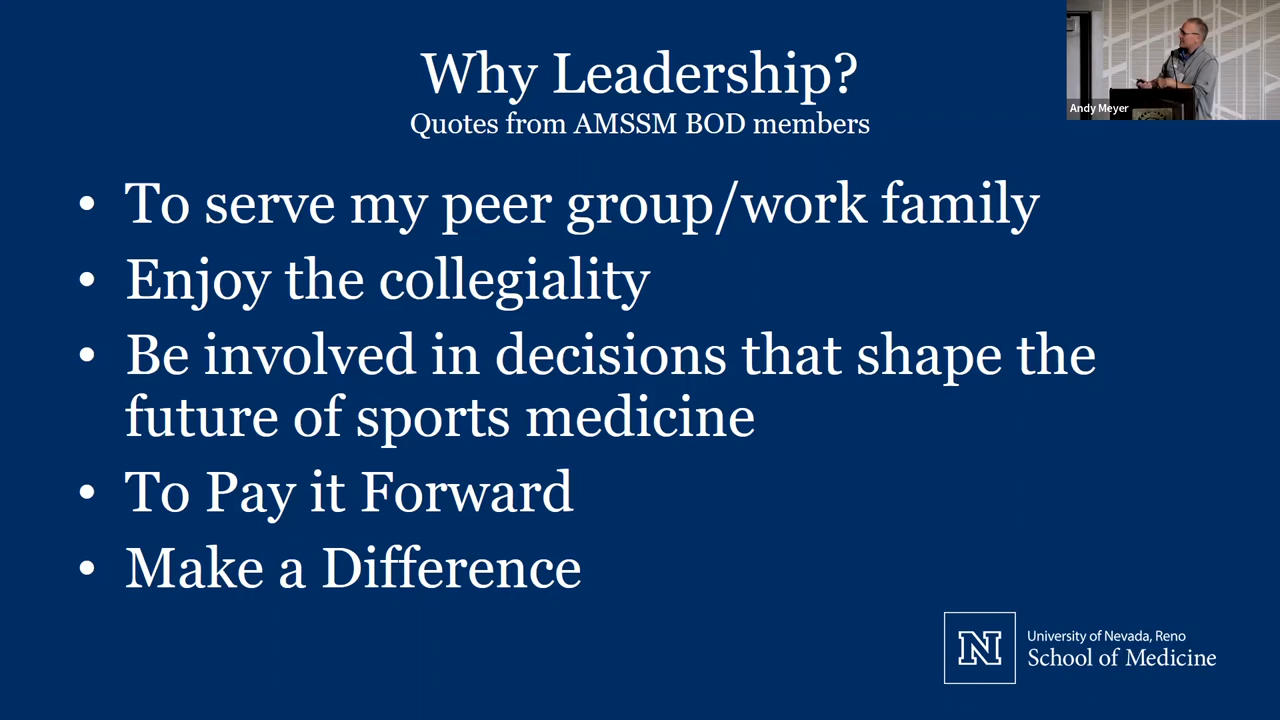 Why Leadership?
Quotes from AMSSM BOD members
Andy Meyer
• To serve my peer group/work family
• Enjoy the collegiality
• Be involved in decisions that shape the
future of sports medicine
• To Pay it Forward
• Make a Difference
N
University of Nevada, Reno
School of Medicine